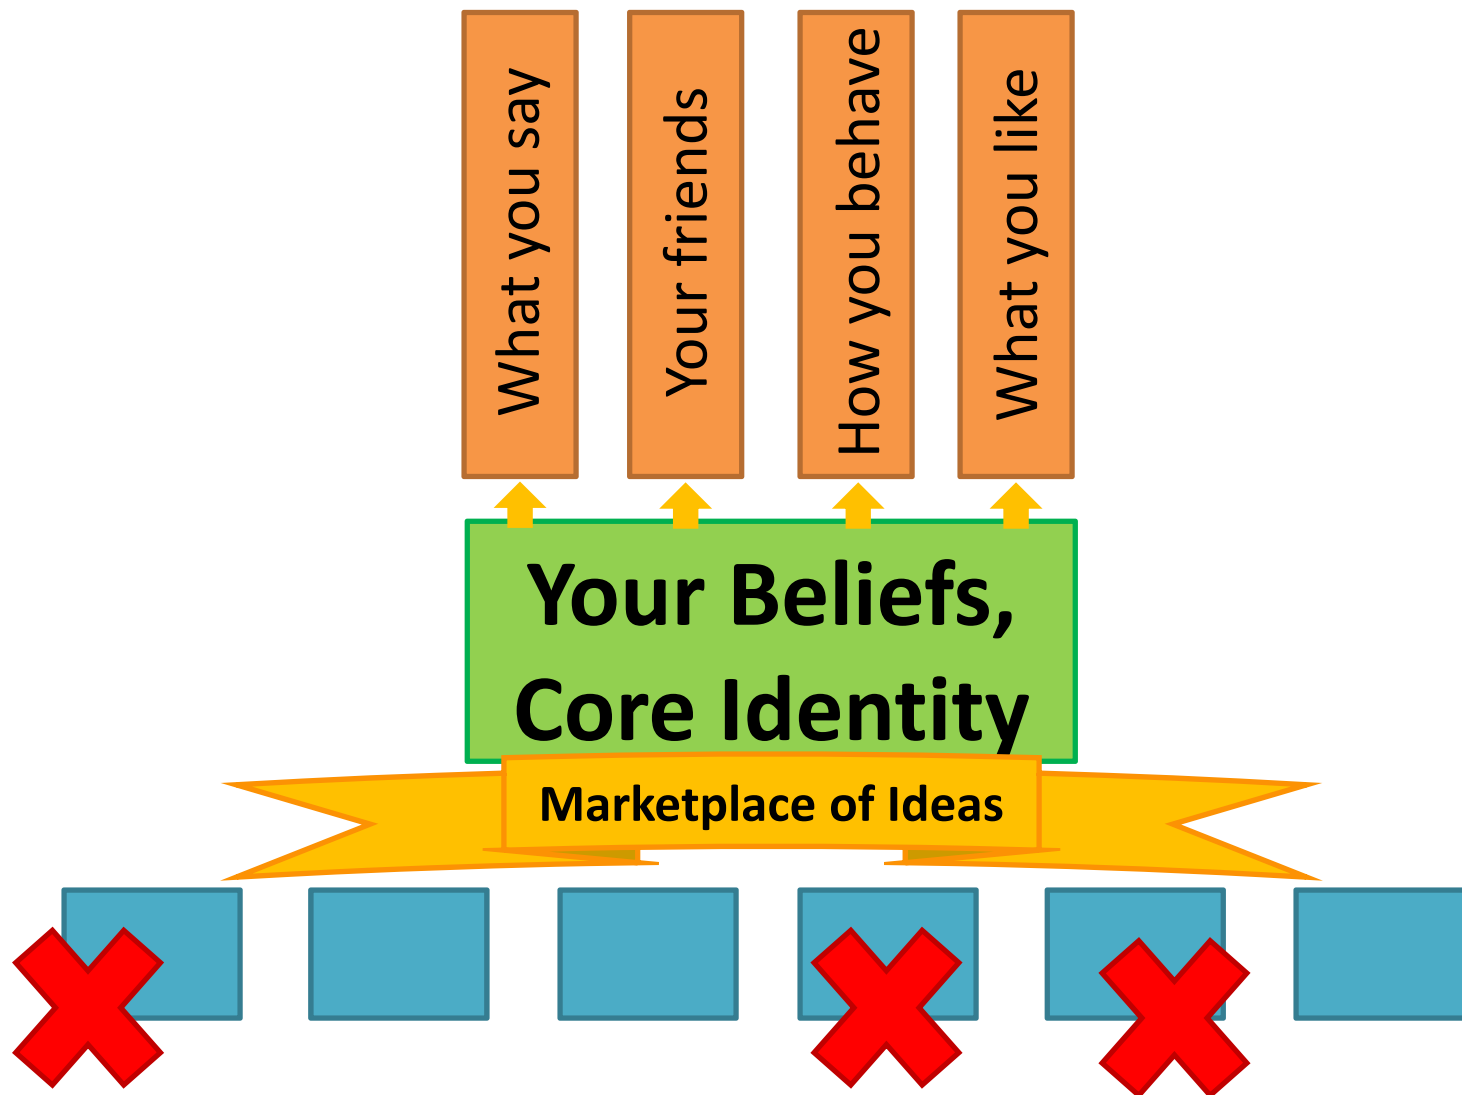 What you say
Your friends
How you behave
What you like
Your Beliefs,
Core Identity
Marketplace of Ideas